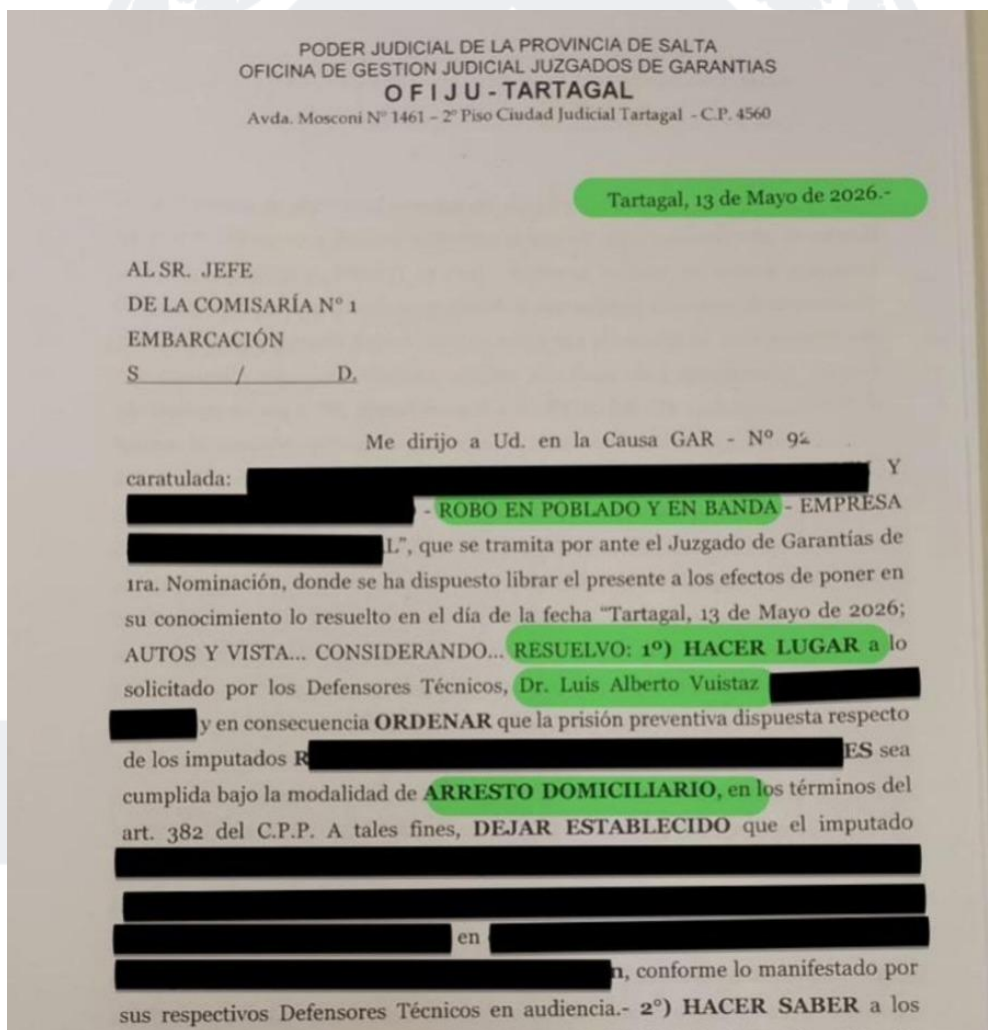 PODER JUDICIAL DE LA PROVINCIA DE SALTA
OFICINA DE GESTION JUDICIAL JUZGADOS DE GARANTIAS
O F I J U - TARTAGAL
Avda. Mosconi Nº 1461 – 2º Piso Ciudad Judicial Tartagal - C.P. 4560
Tartagal, 13 de Mayo de 2026.-
AL SR. JEFE
DE LA COMISARÍA Nº 1
EMBARCACIÓN
S / D.
Me dirijo a Ud. en la Causa GAR - Nº 92
caratulada: Y
- ROBO EN POBLADO Y EN BANDA - EMPRESA
L”, que se tramita por ante el Juzgado de Garantías de
1ra. Nominación, donde se ha dispuesto librar el presente a los efectos de poner en
su conocimiento lo resuelto en el día de la fecha “Tartagal, 13 de Mayo de 2026;
AUTOS Y VISTA... CONSIDERANDO... RESUELVO: 1º) HACER LUGAR a lo
solicitado por los Defensores Técnicos, Dr. Luis Alberto Vuistaz
y en consecuencia ORDENAR que la prisión preventiva dispuesta respecto
de los imputados R ES sea
cumplida bajo la modalidad de ARRESTO DOMICILIARIO, en los términos del
art. 382 del C.P.P. A tales fines, DEJAR ESTABLECIDO que el imputado
en
n, conforme lo manifestado por
sus respectivos Defensores Técnicos en audiencia.- 2º) HACER SABER a los